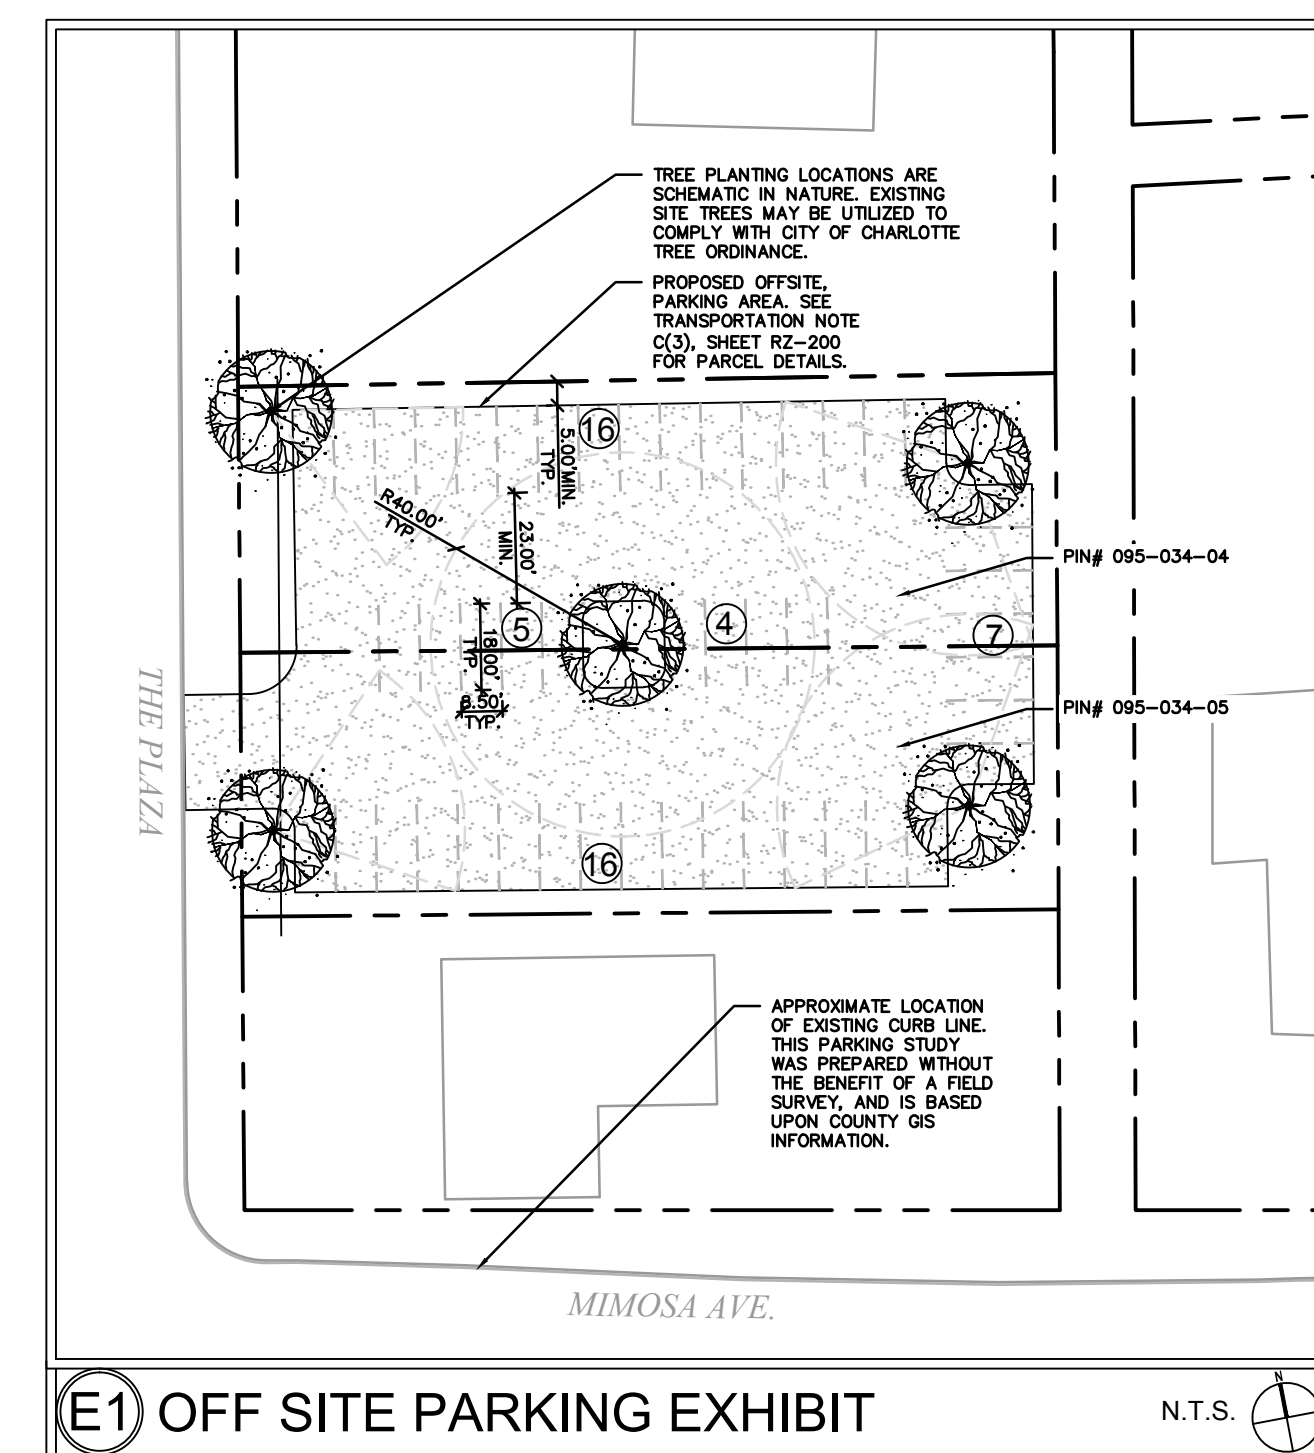 TREE PLANTING LOCATIONS ARE
SCHEMATIC IN NATURE. EXISTING
SITE TREES MAY BE UTILIZED TO
COMPLY WITH CITY OF CHARLOTTE
TREE ORDINANCE.
PROPOSED OFFSITE,
PARKING AREA. SEE
TRANSPORTATION NOTE
C(3), SHEET RZ-200
FOR PARCEL DETAILS.
16
5.00'MIN.
TYP.
R40.00'
TYP.
23.00'
MIN.
PIN# 095-034-04
5
4
7
18.00'
TYP.
8.50'
TYP.
PIN# 095-034-05
THE PLAZA
16
APPROXIMATE LOCATION
OF EXISTING CURB LINE.
THIS PARKING STUDY
WAS PREPARED WITHOUT
THE BENEFIT OF A FIELD
SURVEY, AND IS BASED
UPON COUNTY GIS
INFORMATION.
MIMOSA AVE.
E1 OFF SITE PARKING EXHIBIT
N.T.S.
N